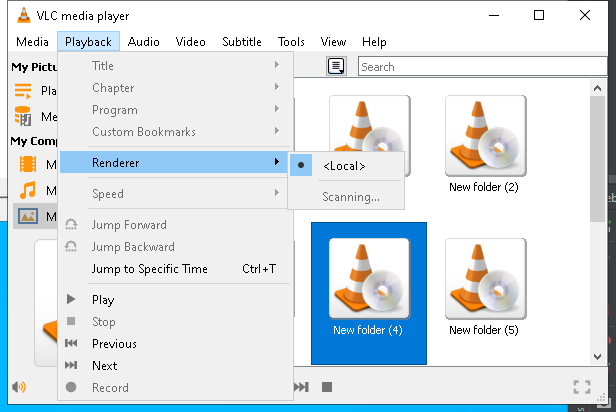 VLC media player
Media Playback Audio Video Subtitle Tools View Help
My Pictu
Pla
Me
My Comp
M
M
M
Title
Chapter
Program
Custom Bookmarks
Renderer
Speed
Jump Forward
Jump Backward
Jump to Specific Time Ctrl+T
Play
Stop
Previous
Next
Record
<Local>
Scanning...
Search
New folder (2)
New folder (4)
New folder (5)